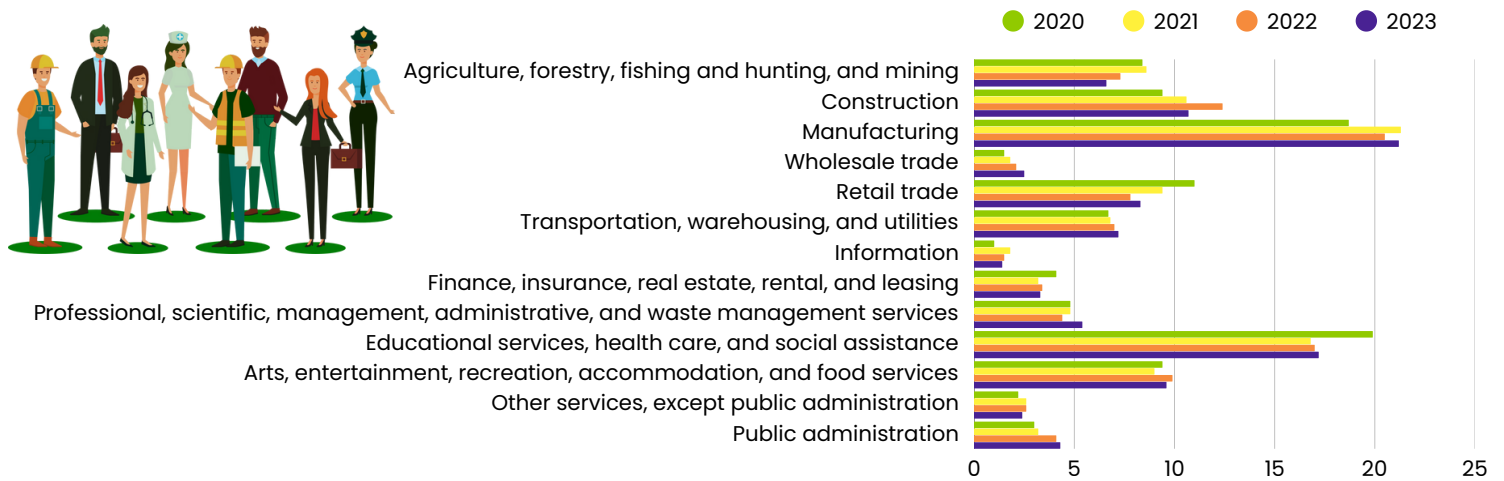 2020 2021 2022 2023
Agriculture, forestry, fishing and hunting, and mining
Construction
Manufacturing
Wholesale trade
Retail trade
Transportation, warehousing, and utilities
Information
Finance, insurance, real estate, rental, and leasing
Professional, scientific, management, administrative, and waste management services
Educational services, health care, and social assistance
Arts, entertainment, recreation, accommodation, and food services
Other services, except public administration
Public administration
0 5 10 15 20 25